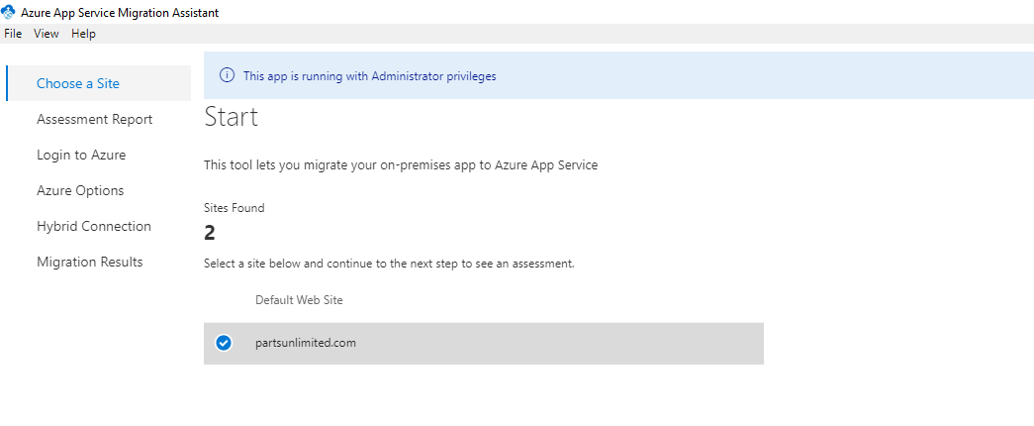 Azure App Service Migration Assistant
File View Help
Choose a Site
Assessment Report
Login to Azure
Azure Options
Hybrid Connection
Migration Results
This app is running with Administrator privileges
Start
This tool lets you migrate your on-premises app to Azure App Service
Sites Found
2
Select a site below and continue to the next step to see an assessment.
Default Web Site
partsunlimited.com